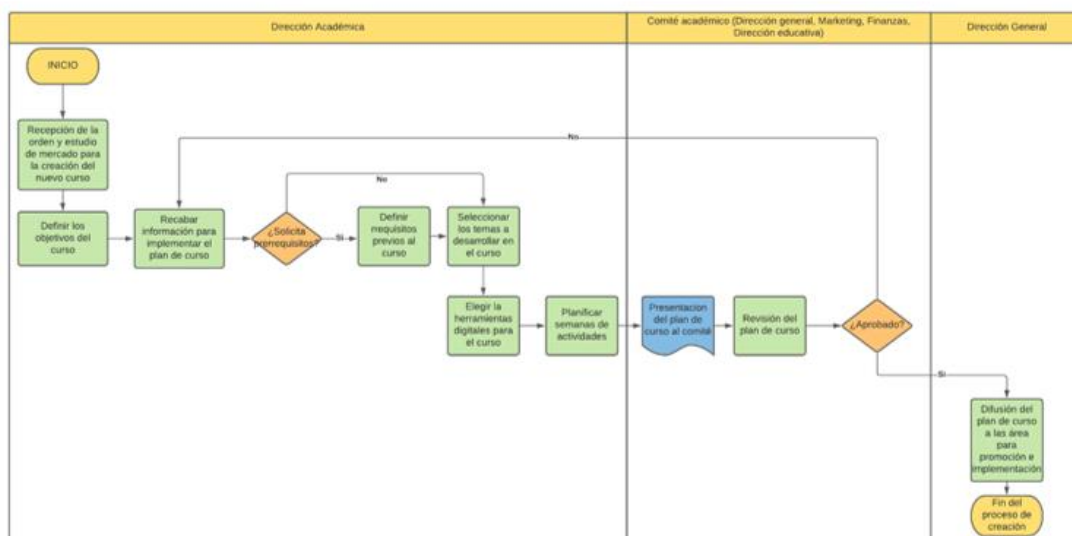 Dirección Académica
Comité académico (Dirección general, Marketing, Finanzas,
Dirección educativa)
Dirección General
INICIO
Recepción de la
orden y estudio
de mercado para
la creación del
nuevo curso
Definir los
objetivos del
curso
Recabar
información para
implementar el
plan de curso
¿Solicita
prerrequisitos?
No
Si
Definir
rrequisitos
previos al
curso
Seleccionar
los temas a
desarrollar en
el curso
Elegir la
herramientas
digitales para
el curso
Planificar
semanas de
actividades
Presentacion
del plan de
curso al comité
Revisión del
plan de curso
¿Aprobado?
No
Si
Difusión del
plan de curso
a las área
para
promoción e
implementación
Fin del
proceso de
creación